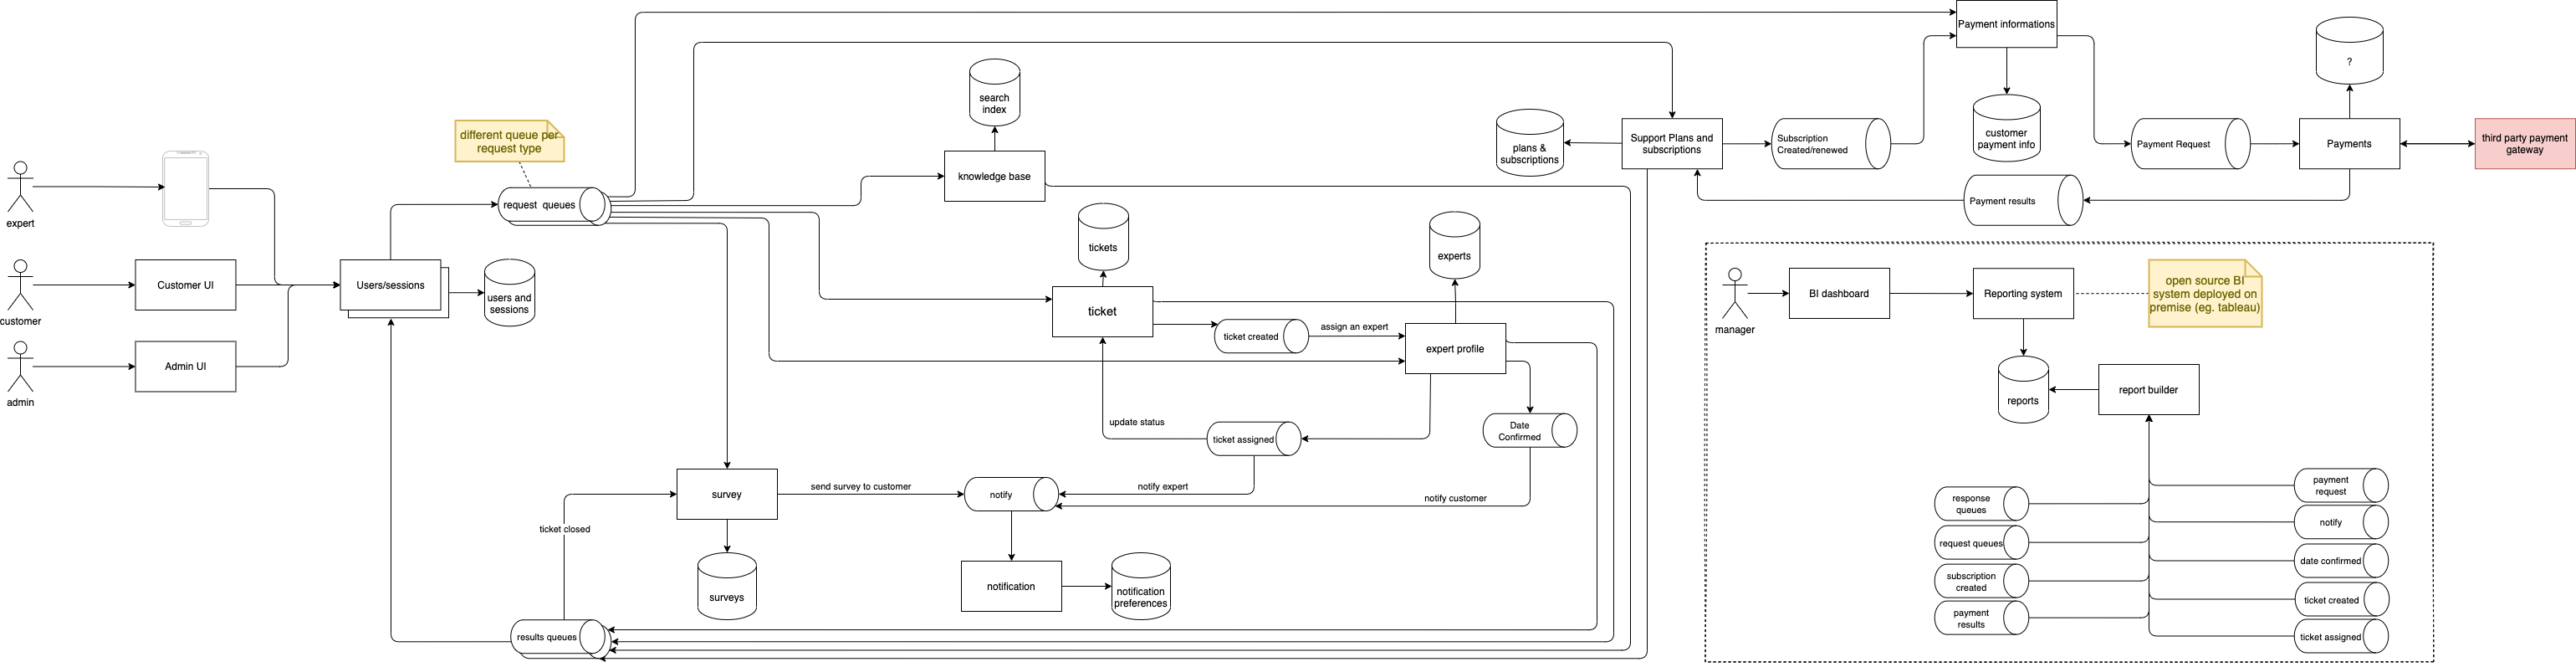 expert
customer
admin
Customer UI
Admin UI
Users/sessions
users and
sessions
different queue per
request type
request queues
search
index
knowledge base
tickets
ticket
ticket created
assign an expert
experts
expert profile
update status
ticket assigned
Date
Confirmed
survey
send survey to customer
notify
notify expert
notify customer
ticket closed
surveys
notification
notification
preferences
results queues
plans &
subscriptions
Support Plans and
subscriptions
Subscription
Created/renewed
Payment informations
customer
payment info
Payment Request
Payment results
?
Payments
third party payment
gateway
manager
BI dashboard
Reporting system
open source BI
system deployed on
premise (eg. tableau)
reports
report builder
response
queues
request queues
subscription
created
payment
results
payment
request
notify
date confirmed
ticket created
ticket assigned